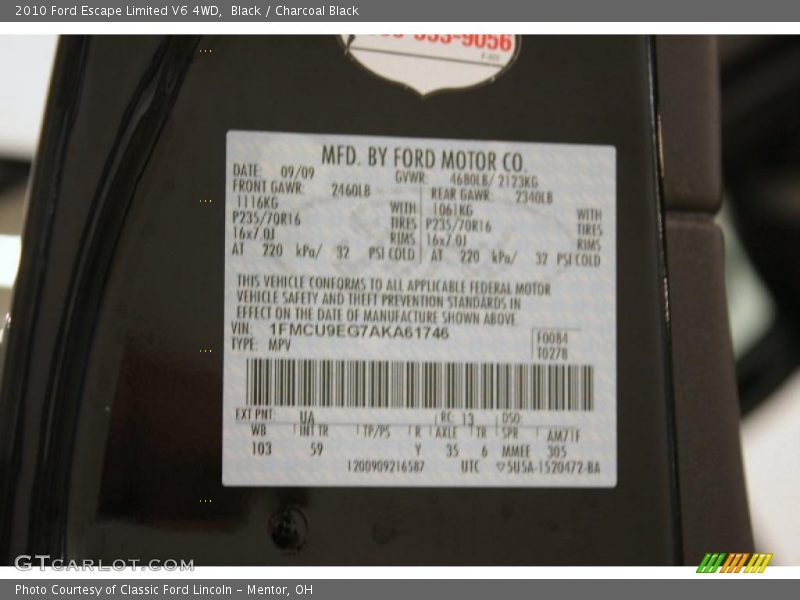 2010 Ford Escape Limited V6 4WD, Black / Charcoal Black
9056
MFD. BY FORD MOTOR CO.
DATE: 09/09 GVWR: 4680LB/ 2123KG
FRONT GAWR: 2460LB REAR GAWR: 2340LB
1116KG WITH 1061KG WITH
P235/70R16 TIRES P235/70R16 TIRES
16x7.0J RIMS 16x7.0J RIMS
AT 220 kPa/ 32 PSI COLD AT 220 kPa/ 32 PSI COLD
THIS VEHICLE CONFORMS TO ALL APPLICABLE FEDERAL MOTOR
VEHICLE SAFETY AND THEFT PREVENTION STANDARDS IN
EFFECT ON THE DATE OF MANUFACTURE SHOWN ABOVE.
VIN: 1FMCU9EG7AKA61746 F0084
TYPE: MPV T0278
EXT PNT: UA RC: 13 DSO:
WB INT TR TP/PS R AXLE TR SPR AM71F
103 59 Y 35 6 MMEE 305
1200909216587 UTC ▽5U5A-1520472-BA
GTCARLOT.COM
Photo Courtesy of Classic Ford Lincoln – Mentor, OH